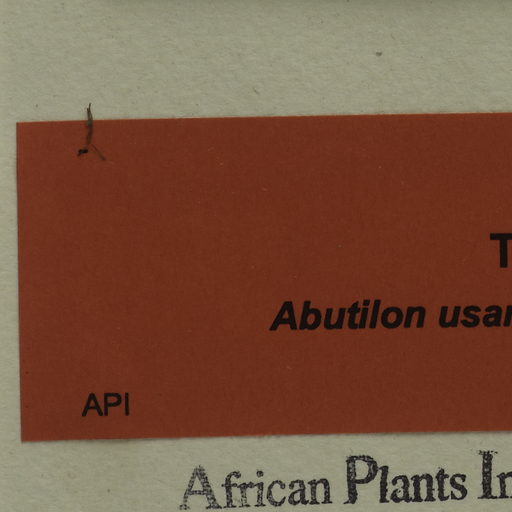 T
Abutilon usar
API
African Plants In